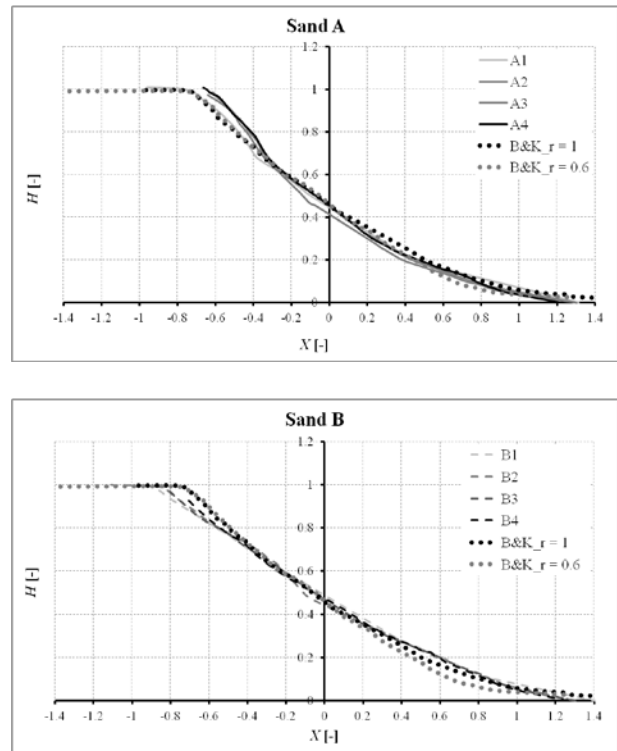 Sand A
1.2
1
0.8
0.6
0.4
0.2
0
H [-]
A1
A2
A3
A4
B&K_r = 1
B&K_r = 0.6
-1.4 -1.2 -1 -0.8 -0.6 -0.4 -0.2 0 0.2 0.4 0.6 0.8 1 1.2 1.4
X [-]
Sand B
1.2
1
0.8
0.6
0.4
0.2
0
H [-]
B1
B2
B3
B4
B&K_r = 1
B&K_r = 0.6
-1.4 -1.2 -1 -0.8 -0.6 -0.4 -0.2 0 0.2 0.4 0.6 0.8 1 1.2 1.4
X [-]